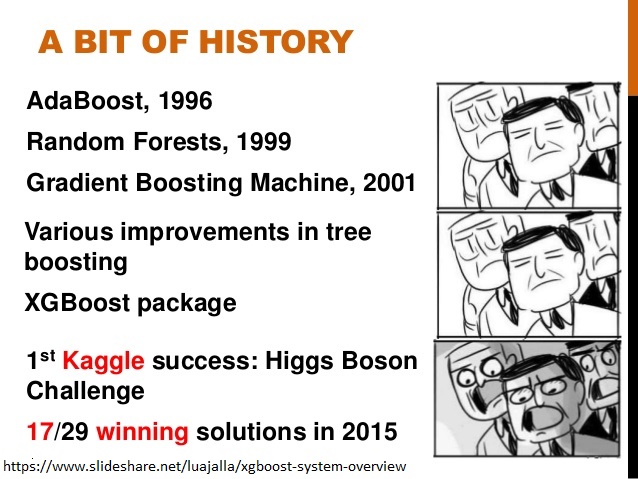 A BIT OF HISTORY
AdaBoost, 1996
Random Forests, 1999
Gradient Boosting Machine, 2001
Various improvements in tree
boosting
XGBoost package
1st Kaggle success: Higgs Boson
Challenge
17/29 winning solutions in 2015
https://www.slideshare.net/luajalla/xgboost-system-overview